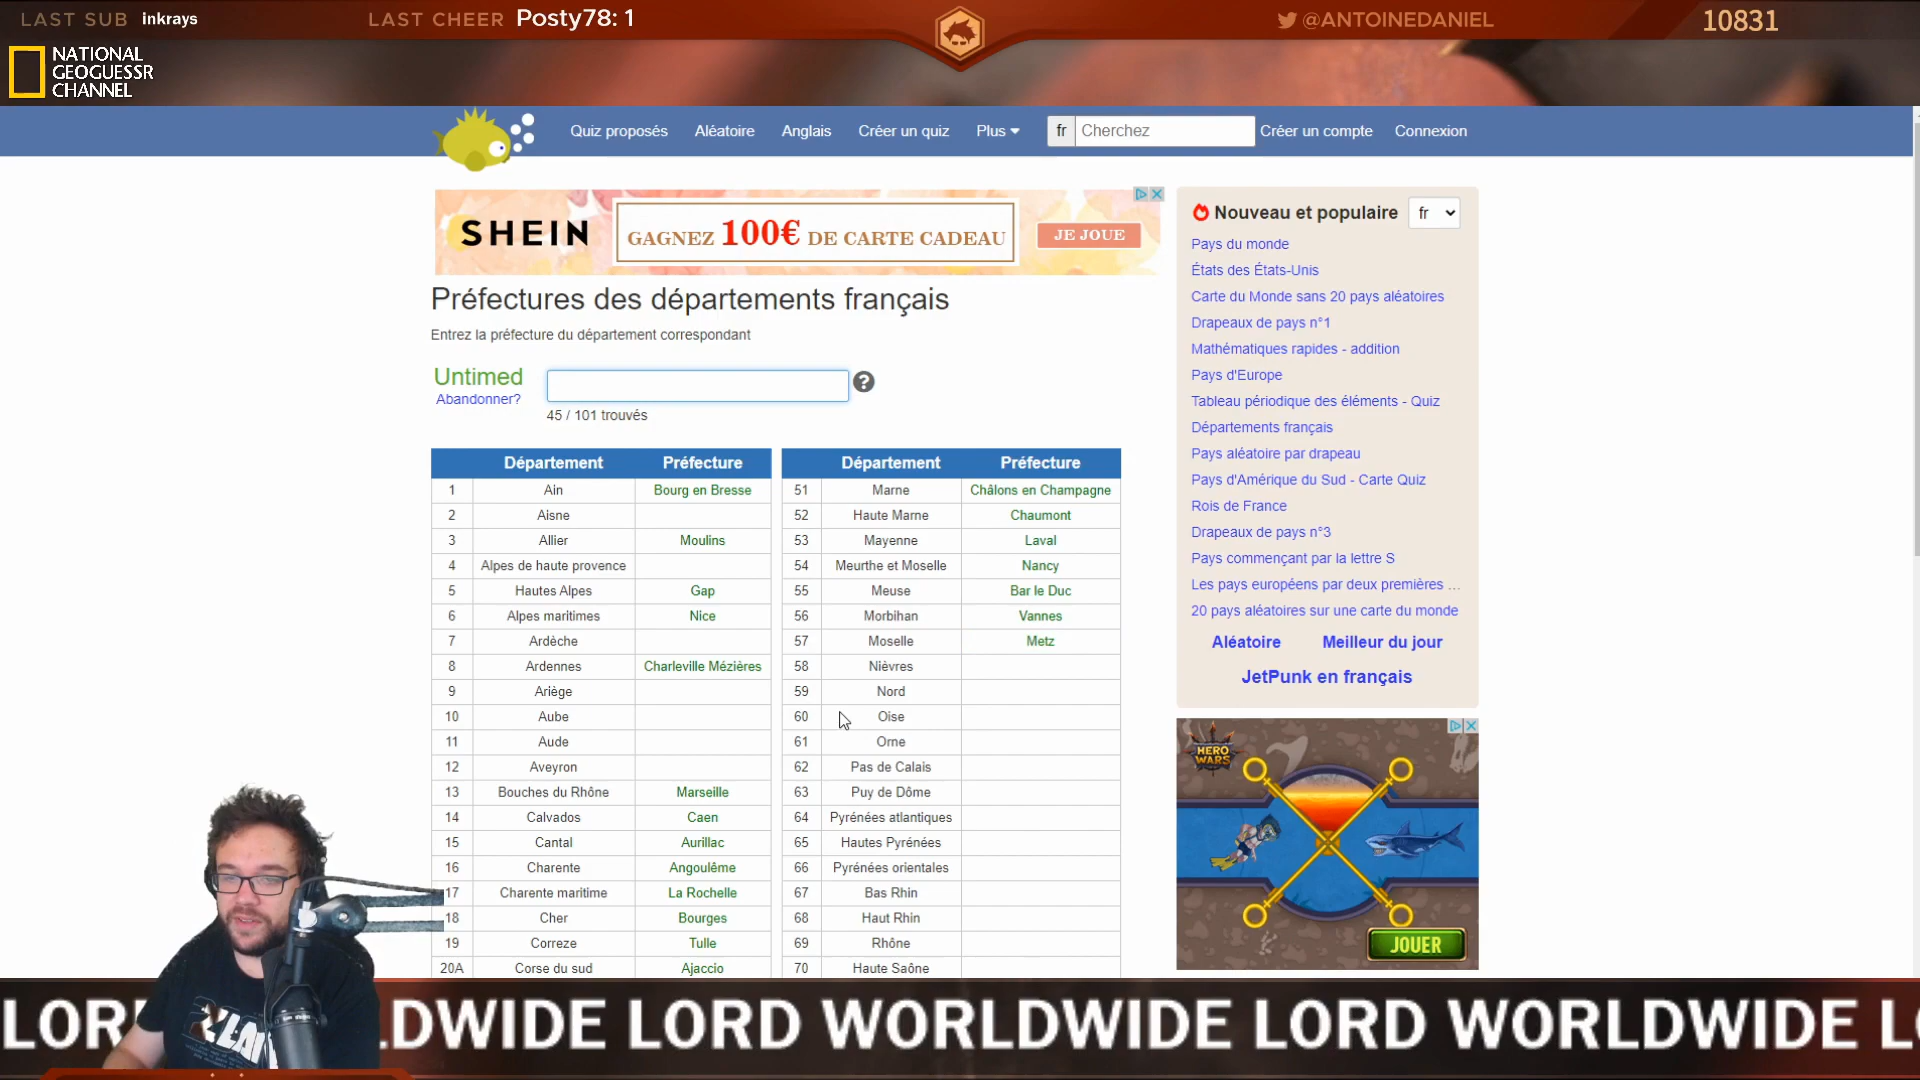 LAST SUB inkrays
LAST CHEER Posty78: 1
@ANTOINEDANIEL
10831
NATIONAL
GEOGUESSR
CHANNEL
Quiz proposés Aléatoire Anglais Créer un quiz Plus fr Cherchez Créer un compte Connexion
SHEIN
GAGNEZ 100€ DE CARTE CADEAU
JE JOUE
Préfectures des départements français
Entrez la préfecture du département correspondant
Untimed
Abandonner?
?
45 / 101 trouvés
Département Préfecture
1 Ain Bourg en Bresse
2 Aisne
3 Allier Moulins
4 Alpes de haute provence
5 Hautes Alpes Gap
6 Alpes maritimes Nice
7 Ardèche
8 Ardennes Charleville Mézières
9 Ariège
10 Aube
11 Aude
12 Aveyron
13 Bouches du Rhône Marseille
14 Calvados Caen
15 Cantal Aurillac
16 Charente Angoulême
17 Charente maritime La Rochelle
18 Cher Bourges
19 Correze Tulle
20A Corse du sud Ajaccio
Département Préfecture
51 Marne Châlons en Champagne
52 Haute Marne Chaumont
53 Mayenne Laval
54 Meurthe et Moselle Nancy
55 Meuse Bar le Duc
56 Morbihan Vannes
57 Moselle Metz
58 Nièvres
59 Nord
60 Oise
61 Orne
62 Pas de Calais
63 Puy de Dôme
64 Pyrénées atlantiques
65 Hautes Pyrénées
66 Pyrénées orientales
67 Bas Rhin
68 Haut Rhin
69 Rhône
70 Haute Saône
Nouveau et populaire fr
Pays du monde
États des États-Unis
Carte du Monde sans 20 pays aléatoires
Drapeaux de pays n°1
Mathématiques rapides - addition
Pays d'Europe
Tableau périodique des éléments - Quiz
Départements français
Pays aléatoire par drapeau
Pays d'Amérique du Sud - Carte Quiz
Rois de France
Drapeaux de pays n°3
Pays commençant par la lettre S
Les pays européens par deux premières ...
20 pays aléatoires sur une carte du monde
Aléatoire Meilleur du jour
JetPunk en français
HERO
WARS
JOUER
LOR DWIDE LORD WORLDWIDE LORD WORLDWIDE L